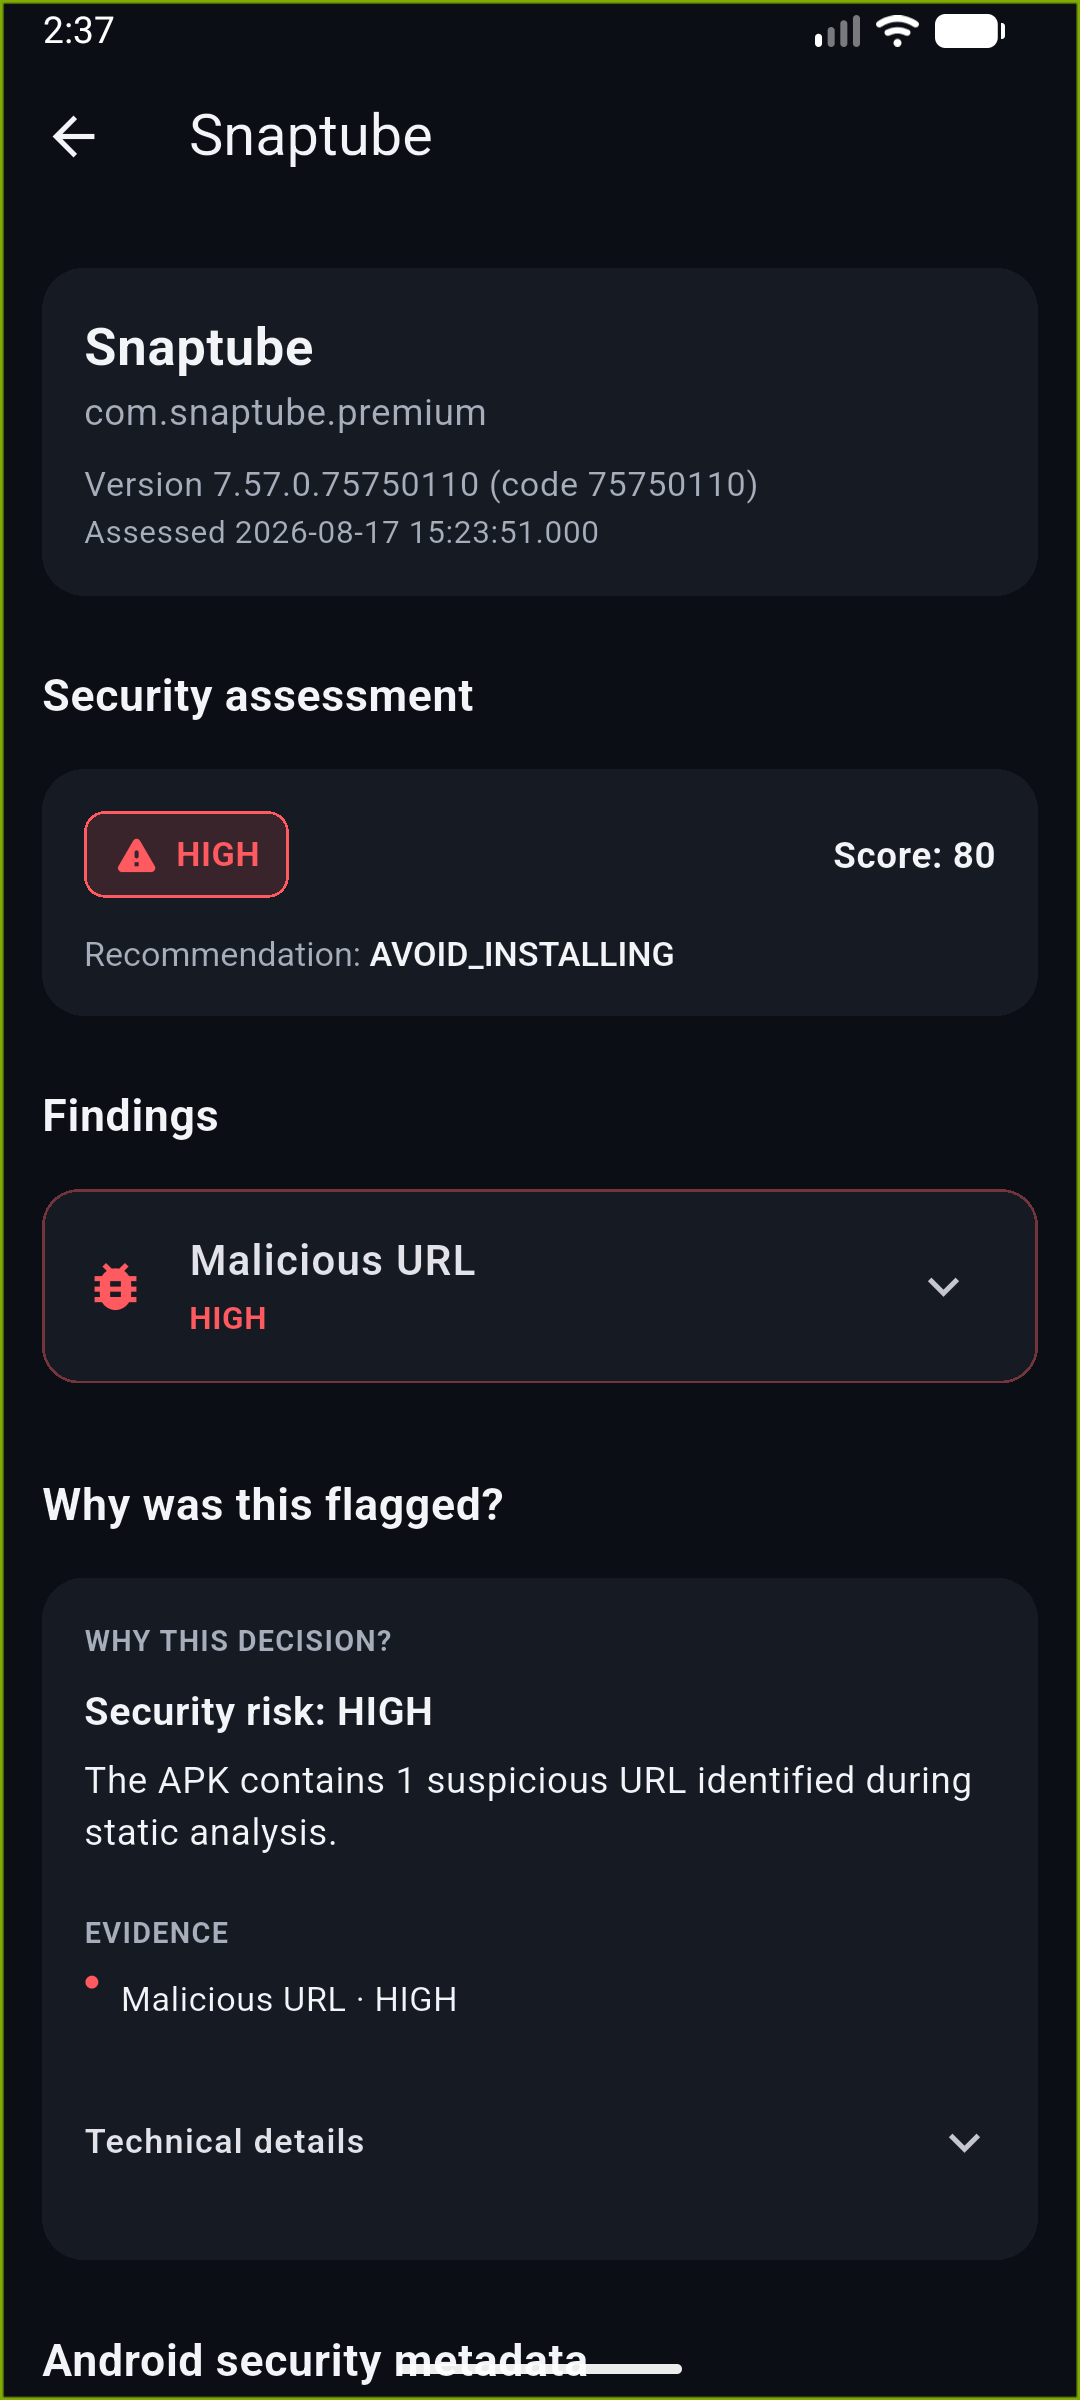 2:37
Snaptube
Snaptube
com.snaptube.premium
Version 7.57.0.75750110 (code 75750110)
Assessed 2026-08-17 15:23:51.000
Security assessment
HIGH
Score: 80
Recommendation: AVOID_INSTALLING
Findings
Malicious URL
HIGH
Why was this flagged?
WHY THIS DECISION?
Security risk: HIGH
The APK contains 1 suspicious URL identified during
static analysis.
EVIDENCE
• Malicious URL · HIGH
Technical details
Android security metadata